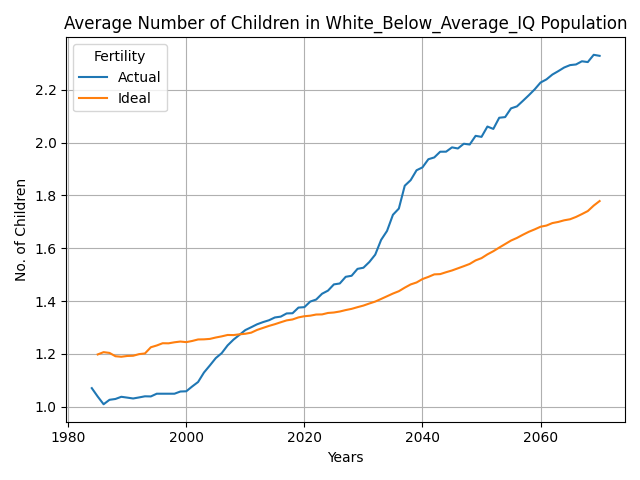 Average Number of Children in White_Below_Average_IQ Population
Fertility
Actual
Ideal
No. of Children
2.2
2.0
1.8
1.6
1.4
1.2
1.0
1980
2000
2020
2040
2060
Years